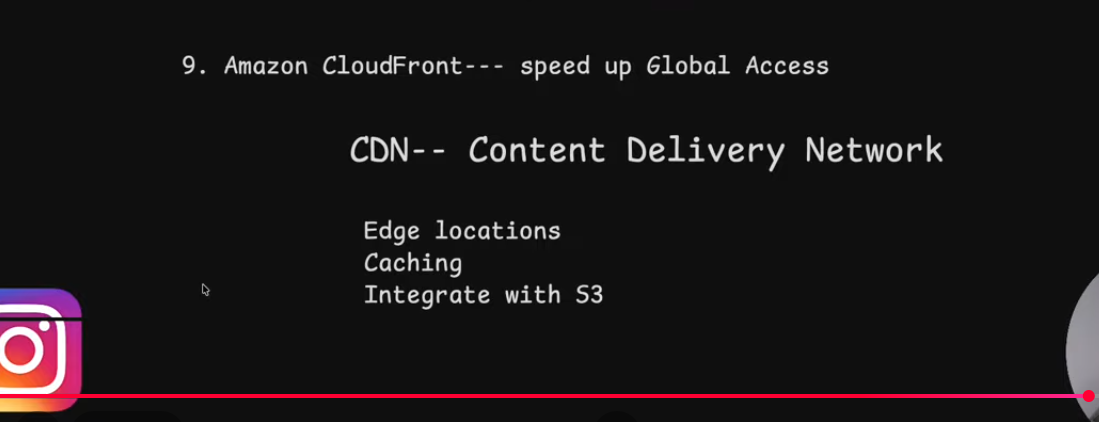 9. Amazon CloudFront--- speed up Global Access
CDN-- Content Delivery Network
Edge locations
Caching
Integrate with S3